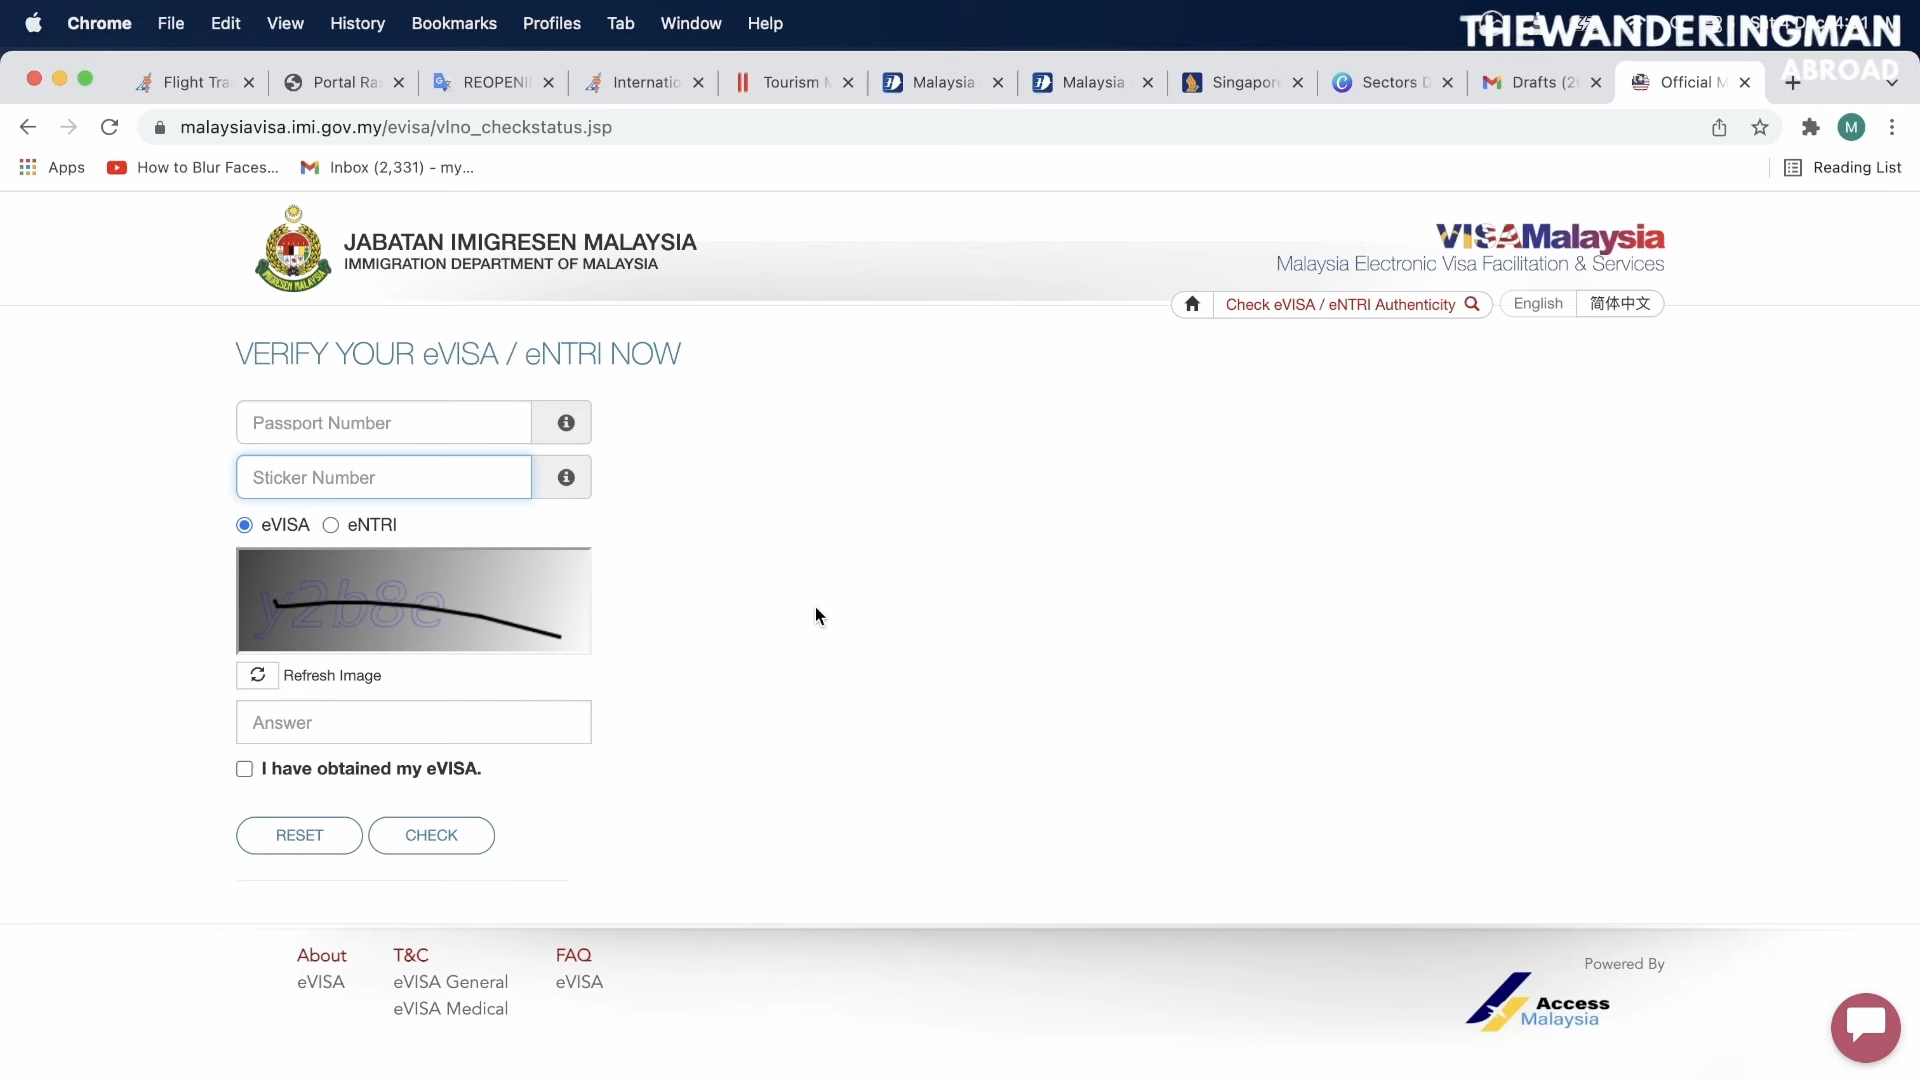 Chrome File Edit View History Bookmarks Profiles Tab Window Help
THEWANDERINGMAN
ABROAD
Flight Tra Portal Ra REOPENI Internatio Tourism M Malaysia Malaysia Singapor Sectors D Drafts (2 Official M
malaysiavisa.imi.gov.my/evisa/vlno_checkstatus.jsp
M
Apps How to Blur Faces... Inbox (2,331) - my... Reading List
JABATAN IMIGRESEN MALAYSIA
IMMIGRATION DEPARTMENT OF MALAYSIA
VISAMalaysia
Malaysia Electronic Visa Facilitation & Services
Check eVISA / eNTRI Authenticity English 简体中文
VERIFY YOUR eVISA / eNTRI NOW
Passport Number
Sticker Number
eVISA eNTRI
Refresh Image
Answer
I have obtained my eVISA.
RESET CHECK
About T&C FAQ
eVISA eVISA General eVISA
eVISA Medical
Powered By
Access
Malaysia